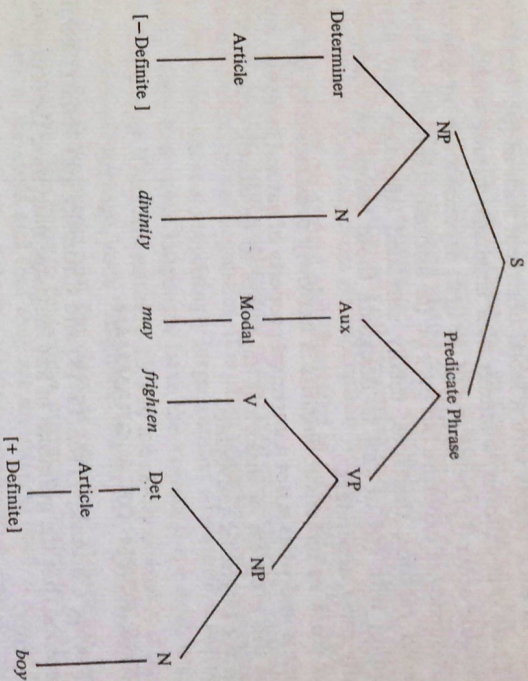 S
NP Predicate Phrase
Determiner N Aux VP
Article Modal V NP
[−Definite ] divinity may frighten Det N
Article
[+ Definite] boy